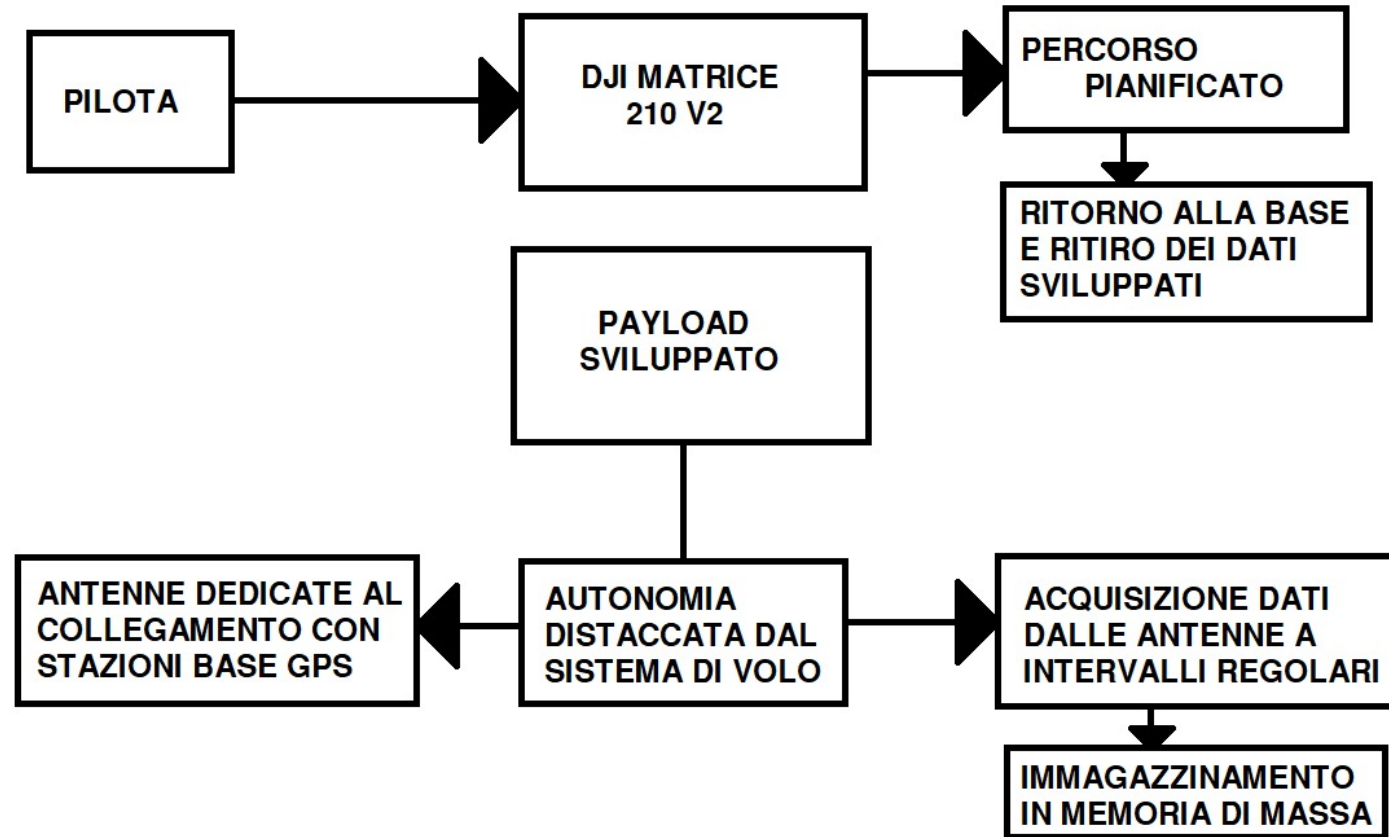 PILOTA
DJI MATRICE
210 V2
PERCORSO
PIANIFICATO
RITORNO ALLA BASE
E RITIRO DEI DATI
SVILUPPATI
PAYLOAD
SVILUPPATO
ANTENNE DEDICATE AL
COLLEGAMENTO CON
STAZIONI BASE GPS
AUTONOMIA
DISTACCATA DAL
SISTEMA DI VOLO
ACQUISIZIONE DATI
DALLE ANTENNE A
INTERVALLI REGOLARI
IMMAGAZZINAMENTO
IN MEMORIA DI MASSA